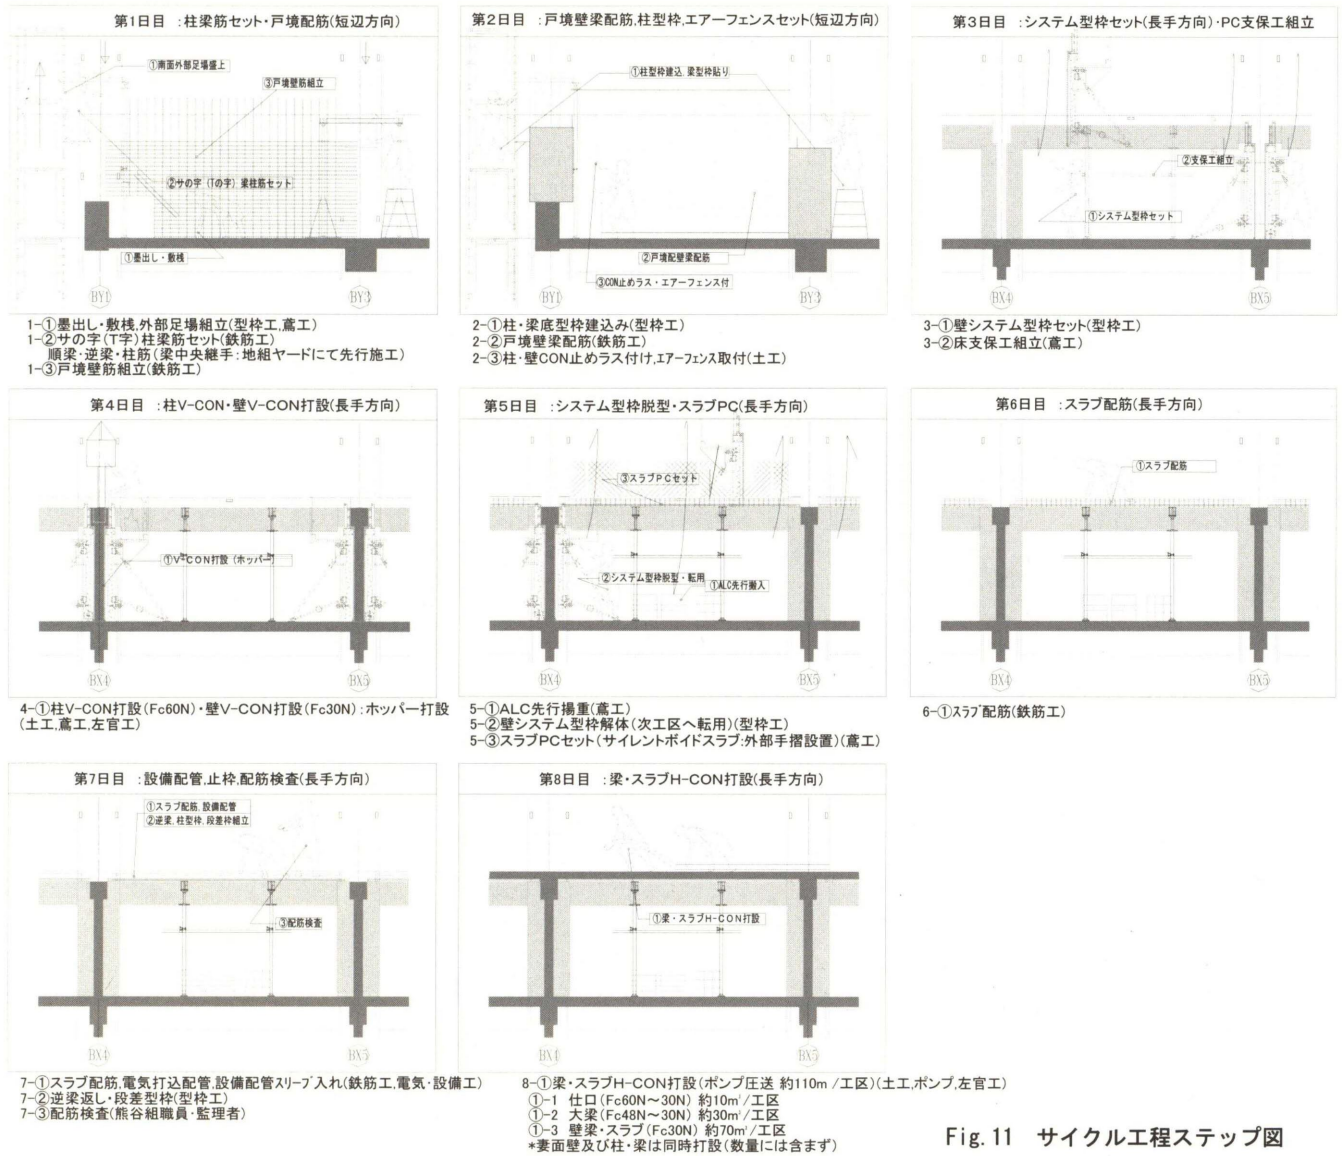 第1日目 :柱梁筋セット・戸境配筋(短辺方向)
①南面外部足場盛上
③戸境壁筋組立
②サの字(Tの字)梁柱筋セット
①墨出し・敷桟
BY1
BY3
1-①墨出し・敷桟,外部足場組立(型枠工,鳶工)
1-②サの字(T字)柱梁筋セット(鉄筋工)
順梁・逆梁・柱筋(梁中央継手:地組ヤードにて先行施工)
1-③戸境壁筋組立(鉄筋工)
第2日目 :戸境壁梁配筋,柱型枠,エアーフェンスセット(短辺方向)
①柱型枠建込,梁型枠貼り
②戸境配壁梁配筋
③CON止めラス・エアーフェンス付
BY1
BY3
2-①柱・梁底型枠建込み(型枠工)
2-②戸境壁梁配筋(鉄筋工)
2-③柱・壁CON止めラス付け,エアーフェンス取付(土工)
第3日目 :システム型枠セット(長手方向)・PC支保工組立
②支保工組立
①システム型枠セット
BX4
BX5
3-①壁システム型枠セット(型枠工)
3-②床支保工組立(鳶工)
第4日目 :柱V-CON・壁V-CON打設(長手方向)
①V-CON打設(ホッパー)
BX4
BX5
4-①柱V-CON打設(Fc60N)・壁V-CON打設(Fc30N):ホッパー打設
(土工,鳶工,左官工)
第5日目 :システム型枠脱型・スラブPC(長手方向)
③スラブPCセット
②システム型枠脱型・転用
①ALC先行搬入
BX4
BX5
5-①ALC先行揚重(鳶工)
5-②壁システム型枠解体(次工区へ転用)(型枠工)
5-③スラブPCセット(サイレントボイドスラブ:外部手摺設置)(鳶工)
第6日目 :スラブ配筋(長手方向)
①スラブ配筋
BX4
BX5
6-①スラブ配筋(鉄筋工)
第7日目 :設備配管,止枠,配筋検査(長手方向)
①スラブ配筋,設備配管
②逆梁,柱型枠,段差枠組立
③配筋検査
BX4
BX5
7-①スラブ配筋,電気打込配管,設備配管スリーブ入れ(鉄筋工,電気・設備工)
7-②逆梁返し・段差型枠(型枠工)
7-③配筋検査(熊谷組職員・監理者)
第8日目 :梁・スラブH-CON打設(長手方向)
①梁・スラブH-CON打設
BX4
BX5
8-①梁・スラブH-CON打設(ポンプ圧送 約110m /工区)(土工,ポンプ,左官工)
①-1 仕口(Fc60N～30N) 約10㎥/工区
①-2 大梁(Fc48N～30N) 約30㎥/工区
①-3 壁梁・スラブ(Fc30N) 約70㎥/工区
*妻面壁及び柱・梁は同時打設(数量には含まず)
Fig.11 サイクル工程ステップ図